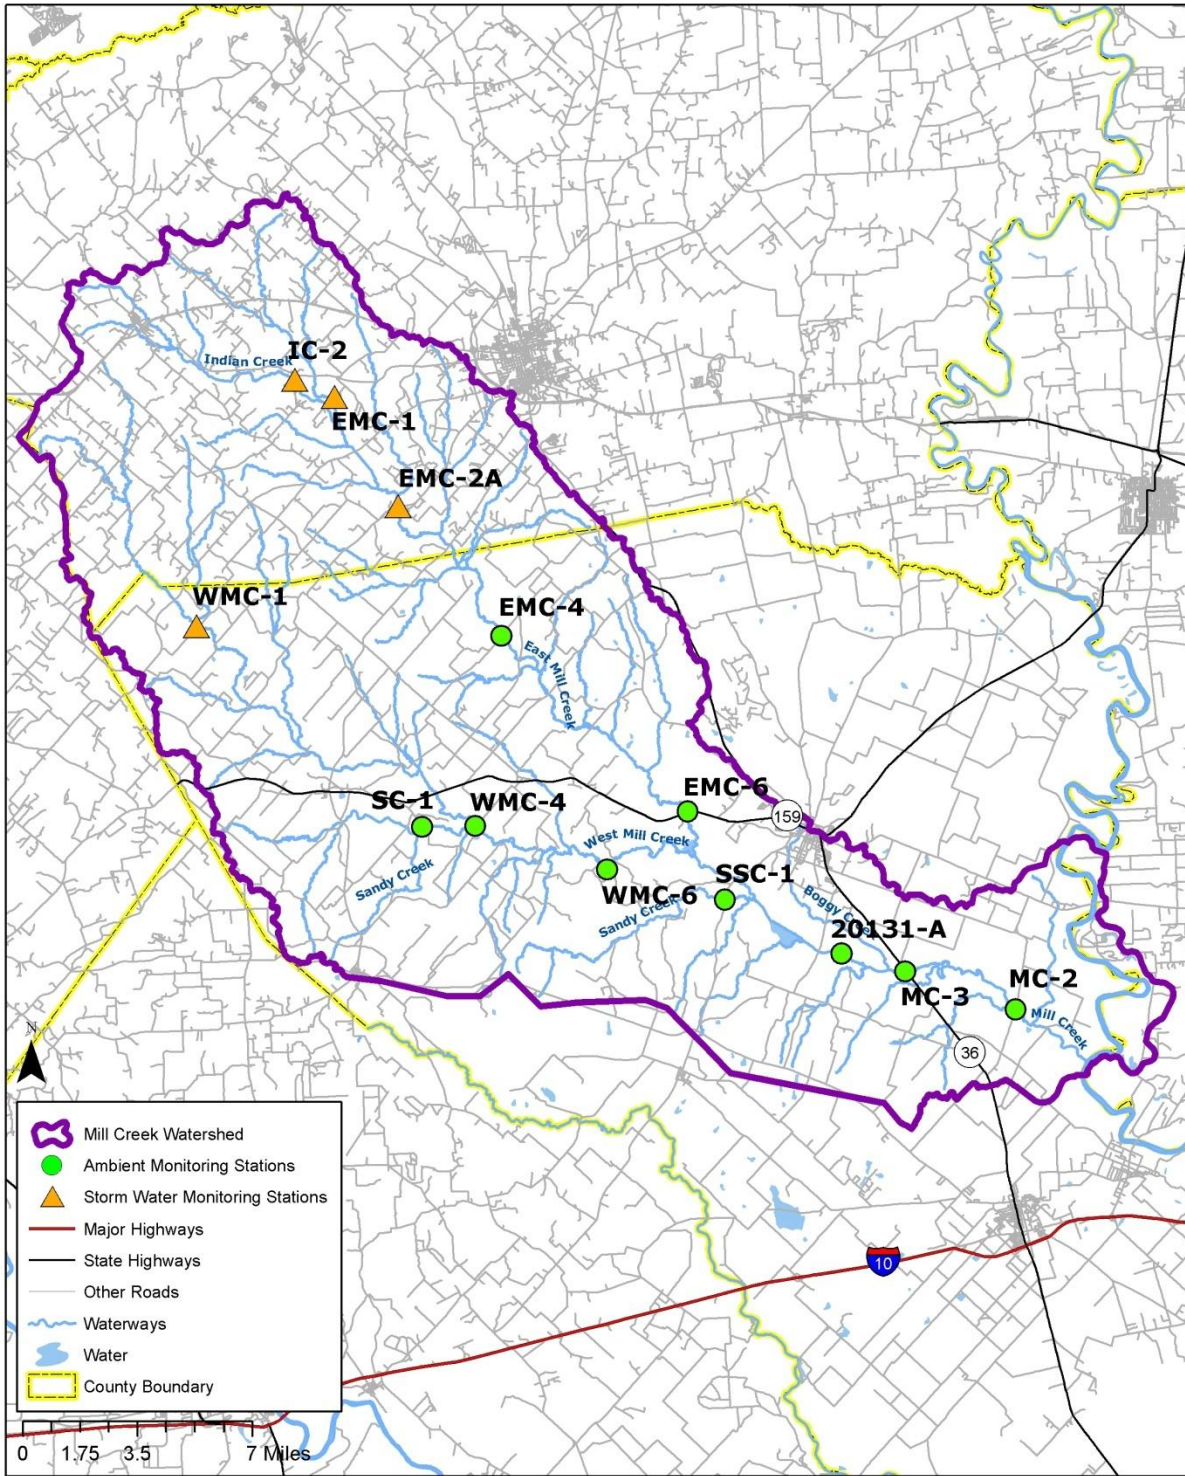 IC-2
Indian Creek
EMC-1
EMC-2A
WMC-1
EMC-4
East Mill Creek
EMC-6
159
SC-1
WMC-4
West Mill Creek
Sandy Creek
WMC-6
SSC-1
Sandy Creek
Boggy
20131-A
MC-3
MC-2
Mill Creek
36
N
Mill Creek Watershed
Ambient Monitoring Stations
Storm Water Monitoring Stations
Major Highways
State Highways
Other Roads
Waterways
Water
County Boundary
10
0 1.75 3.5 7 Miles